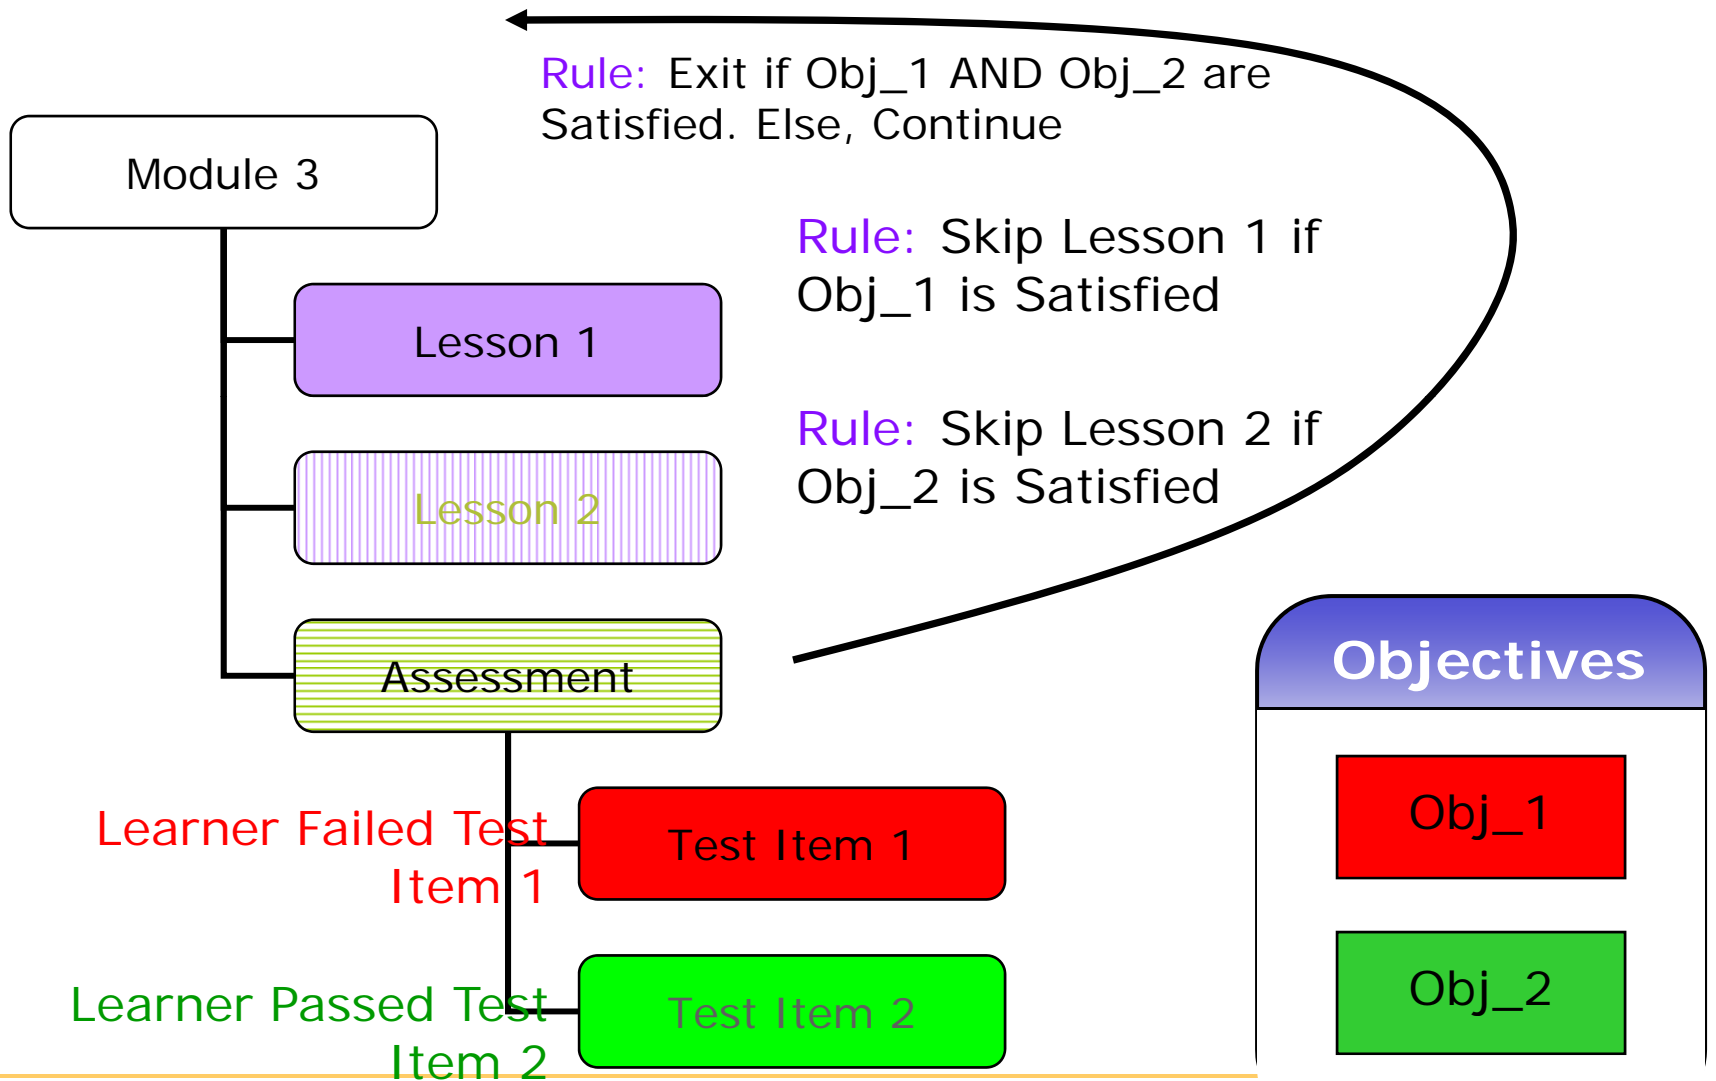 Rule: Exit if Obj_1 AND Obj_2 are
Satisfied. Else, Continue
Module 3
Rule: Skip Lesson 1 if
Obj_1 is Satisfied
Lesson 1
Rule: Skip Lesson 2 if
Obj_2 is Satisfied
Lesson 2
Assessment
Objectives
Learner Failed Test
Item 1
Test Item 1
Obj_1
Learner Passed Test
Item 2
Test Item 2
Obj_2